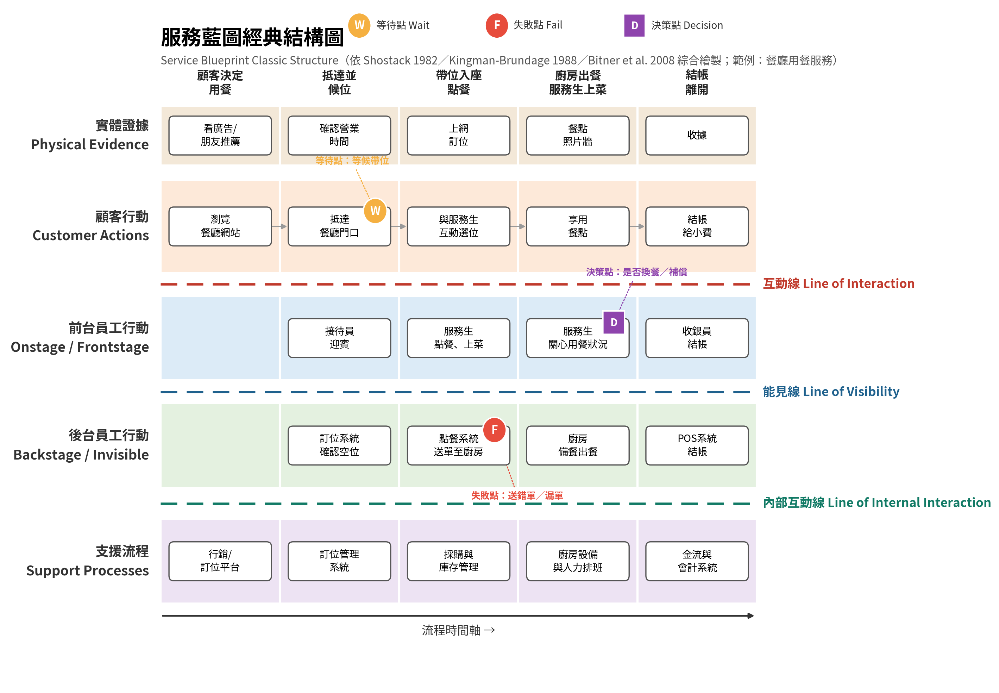 W 等待點 Wait
F 失敗點 Fail
D 決策點 Decision
服務藍圖經典結構圖
Service Blueprint Classic Structure（依 Shostack 1982／Kingman-Brundage 1988／Bitner et al. 2008 綜合繪製；範例：餐廳用餐服務）
顧客決定
用餐
抵達並
候位
帶位入座
點餐
廚房出餐
服務生上菜
結帳
離開
實體證據
Physical Evidence
看廣告/
朋友推薦
確認營業
時間
上網
訂位
餐點
照片牆
收據
等待點：等候帶位
顧客行動
Customer Actions
瀏覽
餐廳網站
抵達
餐廳門口
W
與服務生
互動選位
享用
餐點
結帳
給小費
決策點：是否換餐／補償
互動線 Line of Interaction
前台員工行動
Onstage / Frontstage
接待員
迎賓
服務生
點餐、上菜
服務生
關心用餐狀況
D
收銀員
結帳
能見線 Line of Visibility
後台員工行動
Backstage / Invisible
訂位系統
確認空位
點餐系統
送單至廚房
F
廚房
備餐出餐
POS系統
結帳
失敗點：送錯單／漏單
內部互動線 Line of Internal Interaction
支援流程
Support Processes
行銷/
訂位平台
訂位管理
系統
採購與
庫存管理
廚房設備
與人力排班
金流與
會計系統
流程時間軸 →